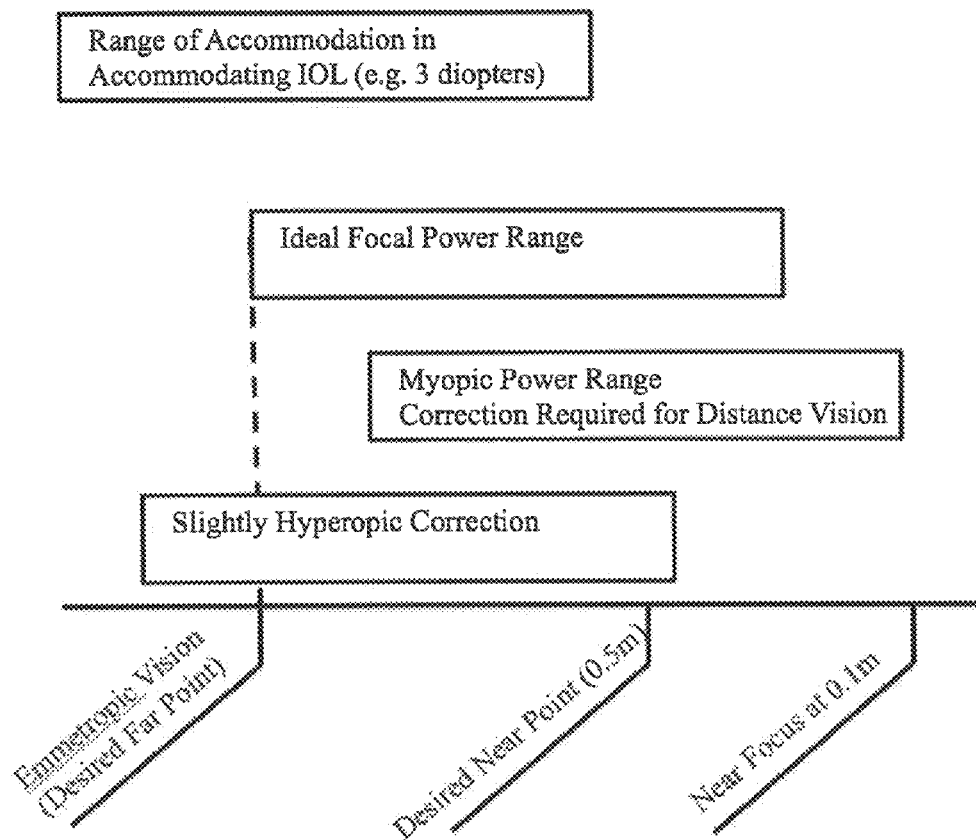 Range of Accommodation in
Accommodating IOL (e.g. 3 diopters)
Ideal Focal Power Range
Myopic Power Range
Correction Required for Distance Vision
Slightly Hyperopic Correction
Emmetropic Vision
(Desired Far Point)
Desired Near Point (0.5m)
Near Focus at 0.1m